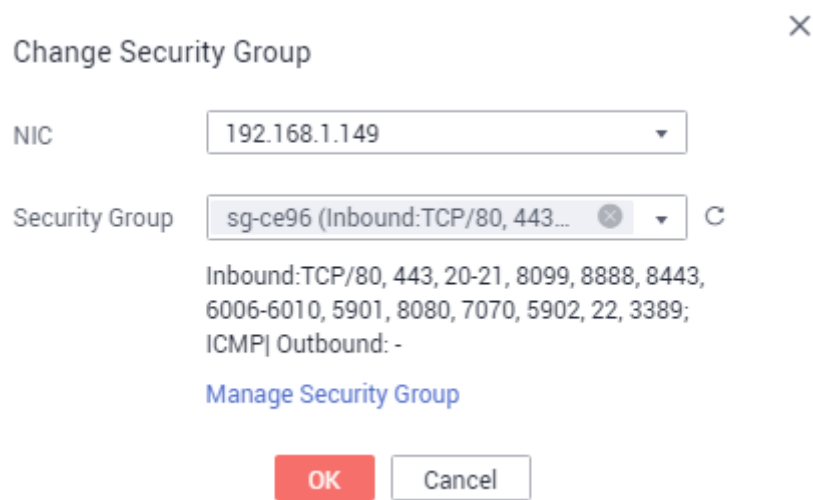 Change Security Group
NIC
192.168.1.149
Security Group
sg-ce96 (Inbound:TCP/80, 443...
Inbound:TCP/80, 443, 20-21, 8099, 8888, 8443,
6006-6010, 5901, 8080, 7070, 5902, 22, 3389;
ICMP| Outbound: -
Manage Security Group
OK
Cancel